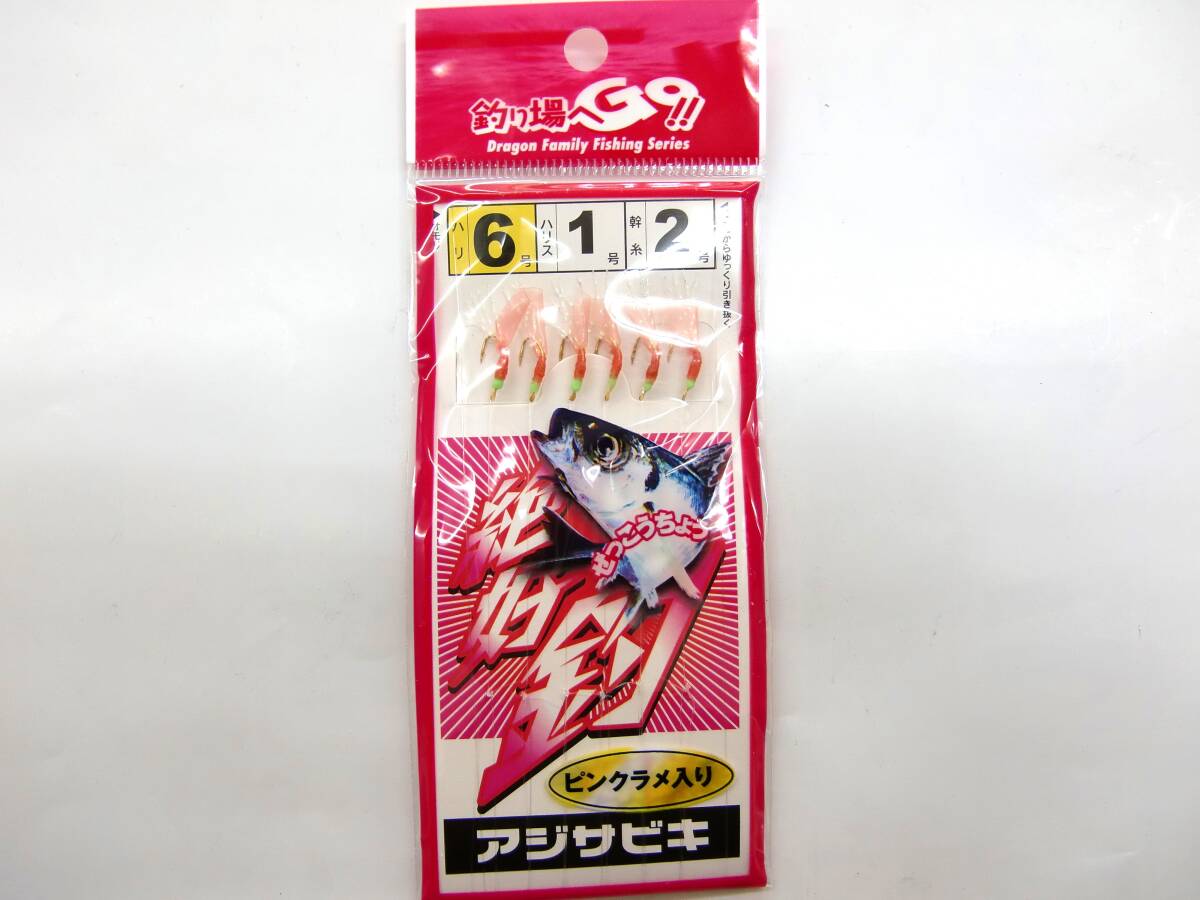 釣り場へGO!!
Dragon Family Fishing Series
ハリ 6号
ハリス 1号
幹糸 2号
からゆっくり引き抜く
絶好釣
ぜっこうちょう
ピンクラメ入り
アジサビキ